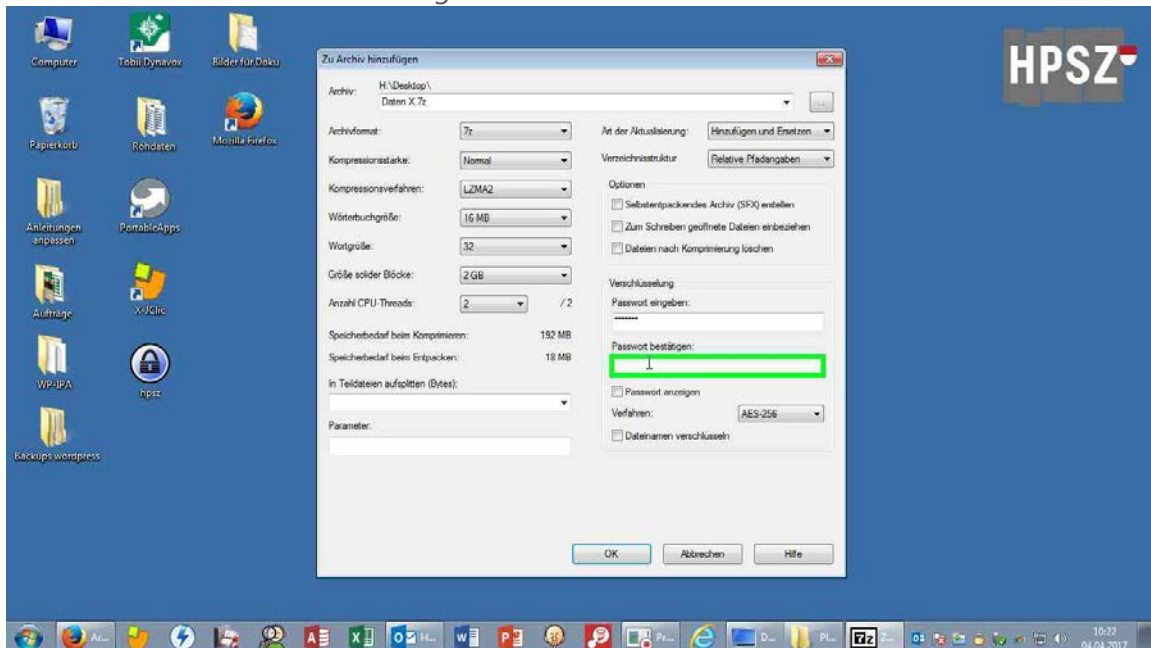 Computer
Tobii Dynavox
Bilder für Doku
Papierkorb
Rohdaten
Mozilla Firefox
Anleitungen
anpassen
PortableApps
Aufträge
X-JClic
WP-IPA
hpsz
Backups wordpress
HPSZ
Zu Archiv hinzufügen
Archiv: H:\Desktop\
Daten X.7z
...
Archivformat: 7z
Kompressionsstärke: Normal
Kompressionsverfahren: LZMA2
Wörterbuchgröße: 16 MB
Wortgröße: 32
Größe solider Blöcke: 2 GB
Anzahl CPU-Threads: 2 / 2
Speicherbedarf beim Komprimieren: 192 MB
Speicherbedarf beim Entpacken: 18 MB
In Teildateien aufsplitten (Bytes):
Parameter:
Art der Aktualisierung: Hinzufügen und Ersetzen
Verzeichnisstruktur Relative Pfadangaben
Optionen
Selbstentpackendes Archiv (SFX) erstellen
Zum Schreiben geöffnete Dateien einbeziehen
Dateien nach Komprimierung löschen
Verschlüsselung
Passwort eingeben:
Passwort bestätigen:
Passwort anzeigen
Verfahren: AES-256
Dateinamen verschlüsseln
OK Abbrechen Hilfe
Ar... H... Pr... D... Pl... 7z Z...
10:22
04.04.2017